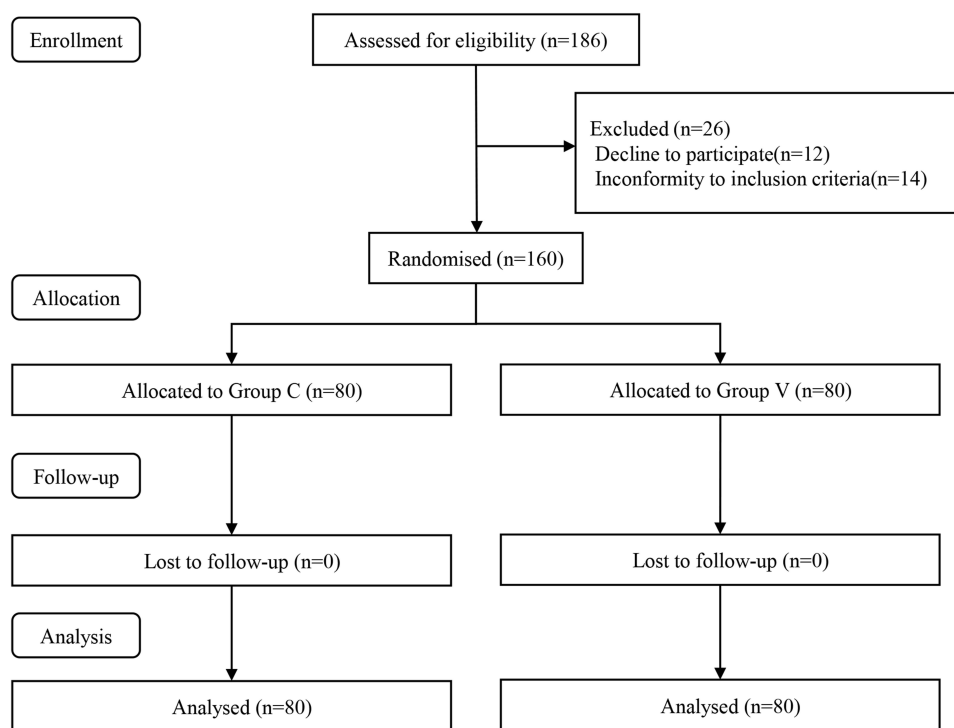 Enrollment
Assessed for eligibility (n=186)
Excluded (n=26)
Decline to participate(n=12)
Inconformity to inclusion criteria(n=14)
Randomised (n=160)
Allocation
Allocated to Group C (n=80)
Allocated to Group V (n=80)
Follow-up
Lost to follow-up (n=0)
Lost to follow-up (n=0)
Analysis
Analysed (n=80)
Analysed (n=80)